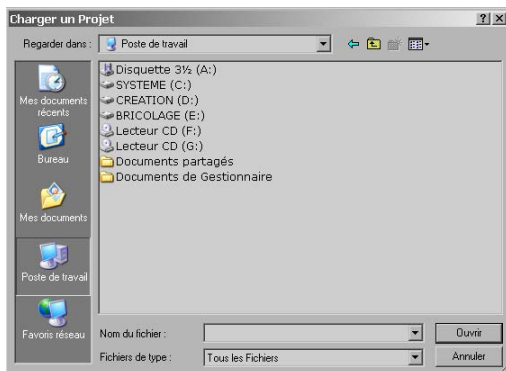 Charger un Projet
Regarder dans :
Poste de travail
Mes documents
récents
Bureau
Mes documents
Poste de travail
Favoris réseau
Disquette 3½ (A:)
SYSTEME (C:)
CREATION (D:)
BRICOLAGE (E:)
Lecteur CD (F:)
Lecteur CD (G:)
Documents partagés
Documents de Gestionnaire
Nom du fichier :
Ouvrir
Fichiers de type :
Tous les Fichiers
Annuler